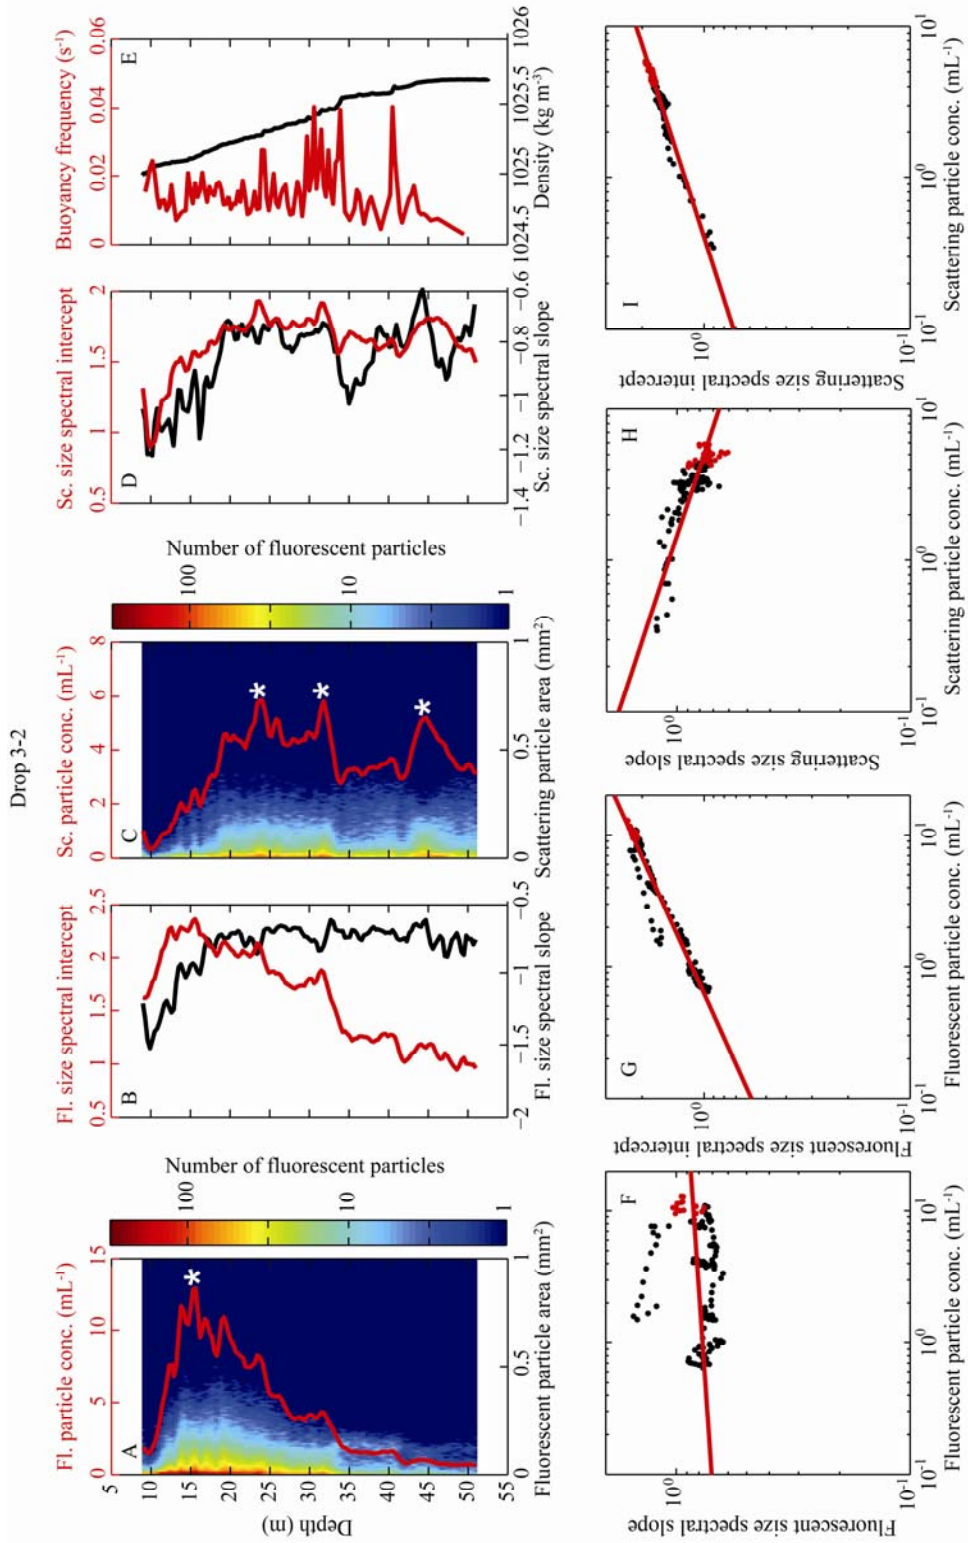 Drop 3-2
Fl. particle conc. (mL⁻¹)
0 5 10 15
A
*
5
10
15
20
25
30
35
40
45
50
55
Depth (m)
0 0.5 1
Fluorescent particle area (mm²)
1 10 100
Number of fluorescent particles
Fl. size spectral intercept
0.5 1 1.5 2 2.5
B
−2 −1.5 −1 −0.5
Fl. size spectral slope
Sc. particle conc. (mL⁻¹)
0 2 4 6 8
C
*
*
*
0 0.5 1
Scattering particle area (mm²)
1 10 100
Number of fluorescent particles
Sc. size spectral intercept
0.5 1 1.5 2
D
−1.4 −1.2 −1 −0.8 −0.6
Sc. size spectral slope
Buoyancy frequency (s⁻¹)
0 0.02 0.04 0.06
E
1024.5 1025 1025.5 1026
Density (kg m⁻³)
F
Fluorescent size spectral slope
10⁰
10⁻¹
10⁻¹ 10⁰ 10¹
Fluorescent particle conc. (mL⁻¹)
G
Fluorescent size spectral intercept
10⁰
10⁻¹
10⁻¹ 10⁰ 10¹
Fluorescent particle conc. (mL⁻¹)
H
Scattering size spectral slope
10⁰
10⁻¹
10⁻¹ 10⁰ 10¹
Scattering particle conc. (mL⁻¹)
I
Scattering size spectral intercept
10⁰
10⁻¹
10⁻¹ 10⁰ 10¹
Scattering particle conc. (mL⁻¹)